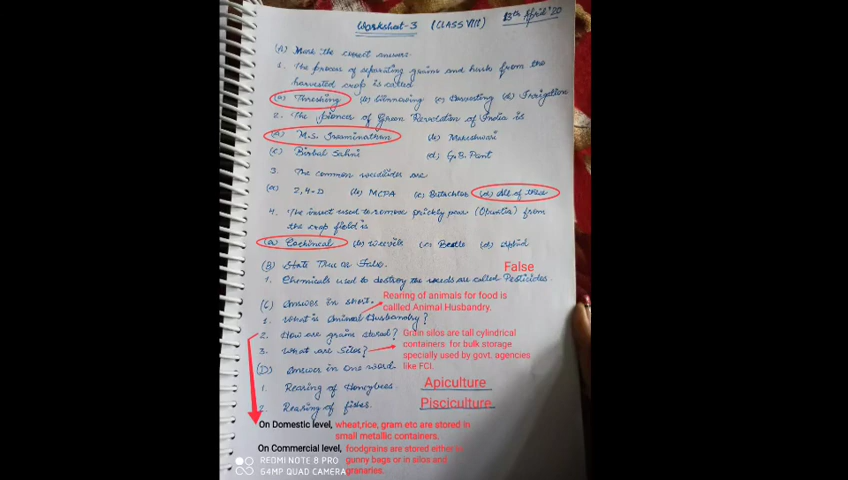 Worksheet-3 (CLASS VIII) 13th April '20
(A) Mark the correct answers.
1. The process of separating grains and husks from the
harvested crop is called
(a) Threshing (b) Winnowing (c) Harvesting (d) Irrigation
2. The pioneer of Green Revolution of India is
(a) M.S. Swaminathan (b) Maheshwari
(c) Birbal Sahni (d) G.B. Pant
3. The common weedicides are
(a) 2,4-D (b) MCPA (c) Butachlor (d) All of these
4. The insect used to remove prickly pear (Opuntia) from
the crop field is
(a) Cochineal (b) Weevils (c) Beetle (d) Aphid
(B) State True or False.
False
1. Chemicals used to destroy the weeds are called Pesticides.
(C) Answer in short.
Rearing of animals for food is
callled Animal Husbandry.
1. What is Animal Husbandry?
2. How are grains stored?
3. What are Silos?
Grain silos are tall cylindrical
containers for bulk storage
specially used by govt. agencies
like FCI.
(D) Answer in one word.
1. Rearing of Honeybees. Apiculture
2. Rearing of fishes. Pisciculture
On Domestic level, wheat,rice, gram etc are stored in
small metallic containers.
On Commercial level, foodgrains are stored either in
gunny bags or in silos and
granaries.
REDMI NOTE 8 PRO
64MP QUAD CAMERA